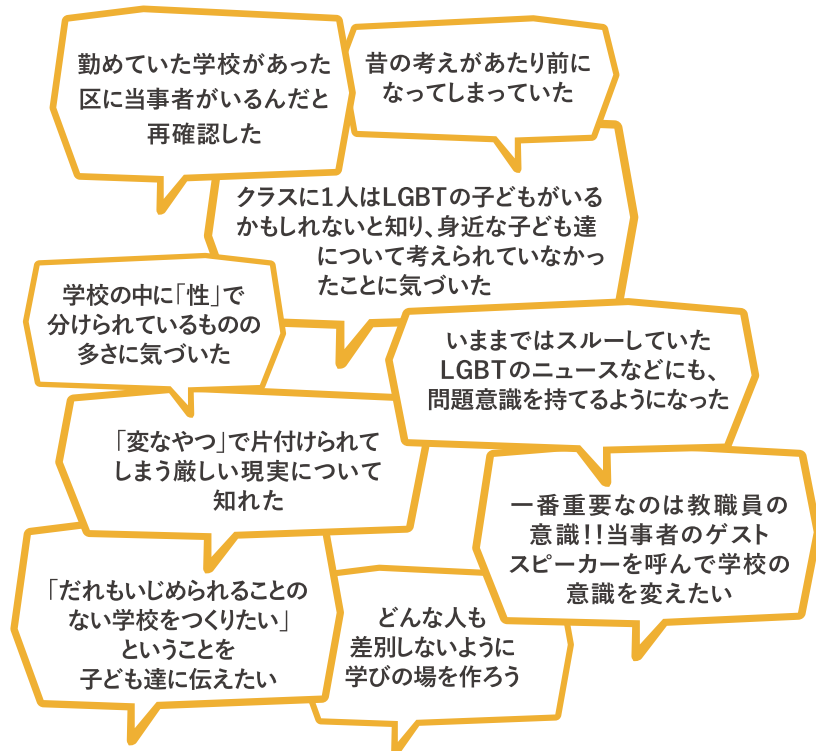 勤めていた学校があった
区に当事者がいるんだと
再確認した
昔の考えがあたり前に
なってしまっていた
クラスに1人はLGBTの子どもがいる
かもしれないと知り、身近な子ども達
について考えられていなかっ
たことに気づいた
学校の中に「性」で
分けられているものの
多さに気づいた
いままではスルーしていた
LGBTのニュースなどにも、
問題意識を持てるようになった
「変なやつ」で片付けられて
しまう厳しい現実について
知れた
一番重要なのは教職員の
意識!!当事者のゲスト
スピーカーを呼んで学校の
意識を変えたい
「だれもいじめられることの
ない学校をつくりたい」
ということを
子ども達に伝えたい
どんな人も
差別しないように
学びの場を作ろう